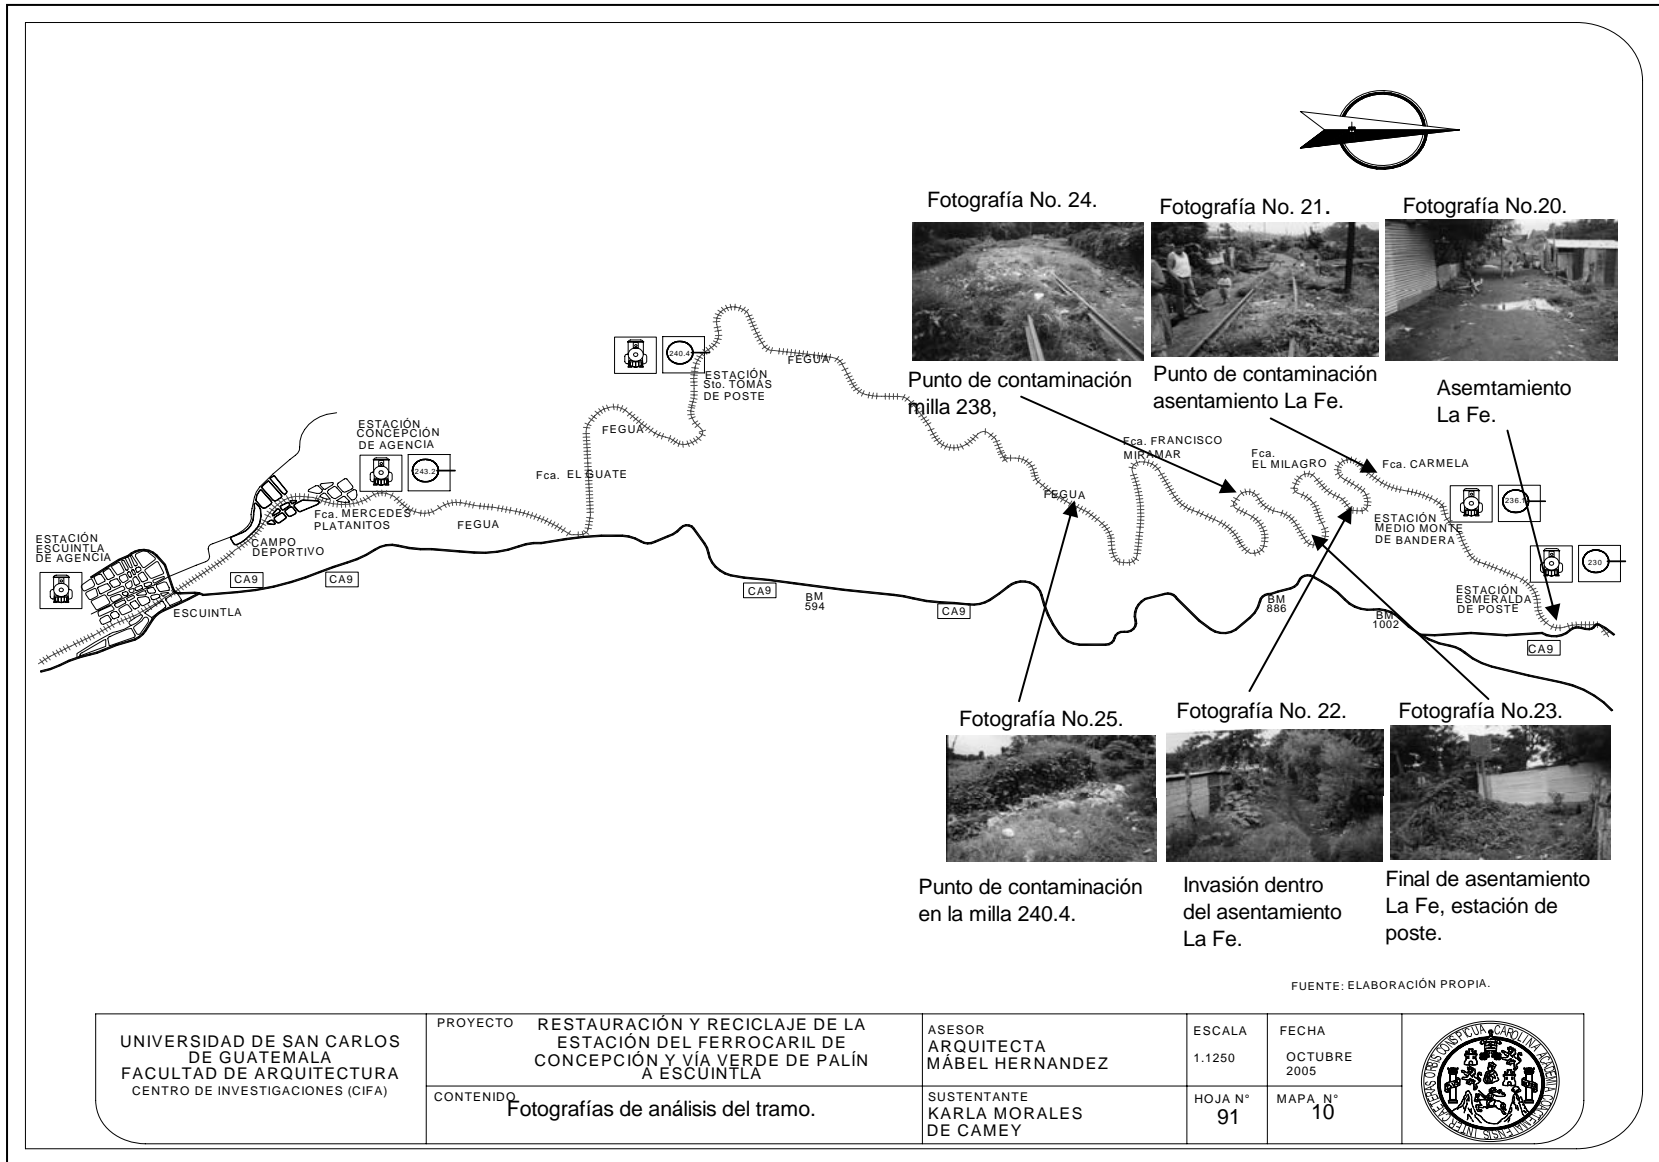 Fotografía No. 24.
Fotografía No. 21.
Fotografía No.20.
Punto de contaminación
milla 238,
Punto de contaminación
asentamiento La Fe.
Asemtamiento
La Fe.
240.4
ESTACIÓN
Sto. TOMÁS
DE POSTE
FEGUA
FEGUA
ESTACIÓN
CONCEPCIÓN
DE AGENCIA
243.2
Fca. EL GUATE
Fca. MERCEDES
PLATANITOS
FEGUA
CAMPO
DEPORTIVO
ESTACIÓN
ESCUINTLA
DE AGENCIA
ESCUINTLA
CA9
CA9
CA9
BM
594
CA9
FEGUA
Fca. FRANCISCO
MIRAMAR
Fca.
EL MILAGRO
Fca. CARMELA
236.1
ESTACIÓN
MEDIO MONTE
DE BANDERA
230
ESTACIÓN
ESMERALDA
DE POSTE
BM
886
BM
1002
CA9
Fotografía No.25.
Fotografía No. 22.
Fotografía No.23.
Punto de contaminación
en la milla 240.4.
Invasión dentro
del asentamiento
La Fe.
Final de asentamiento
La Fe, estación de
poste.
FUENTE: ELABORACIÓN PROPIA.
UNIVERSIDAD DE SAN CARLOS
DE GUATEMALA
FACULTAD DE ARQUITECTURA
CENTRO DE INVESTIGACIONES (CIFA)
PROYECTO
RESTAURACIÓN Y RECICLAJE DE LA
ESTACIÓN DEL FERROCARIL DE
CONCEPCIÓN Y VÍA VERDE DE PALÍN
A ESCUINTLA
CONTENIDO
Fotografías de análisis del tramo.
ASESOR
ARQUITECTA
MÁBEL HERNANDEZ
SUSTENTANTE
KARLA MORALES
DE CAMEY
ESCALA
1.1250
FECHA
OCTUBRE
2005
HOJA N°
91
MAPA N°
10
INTER CAETERAS ORBIS CONSPICUA CAROLINA ACADEMIA COACTEMALENSIS